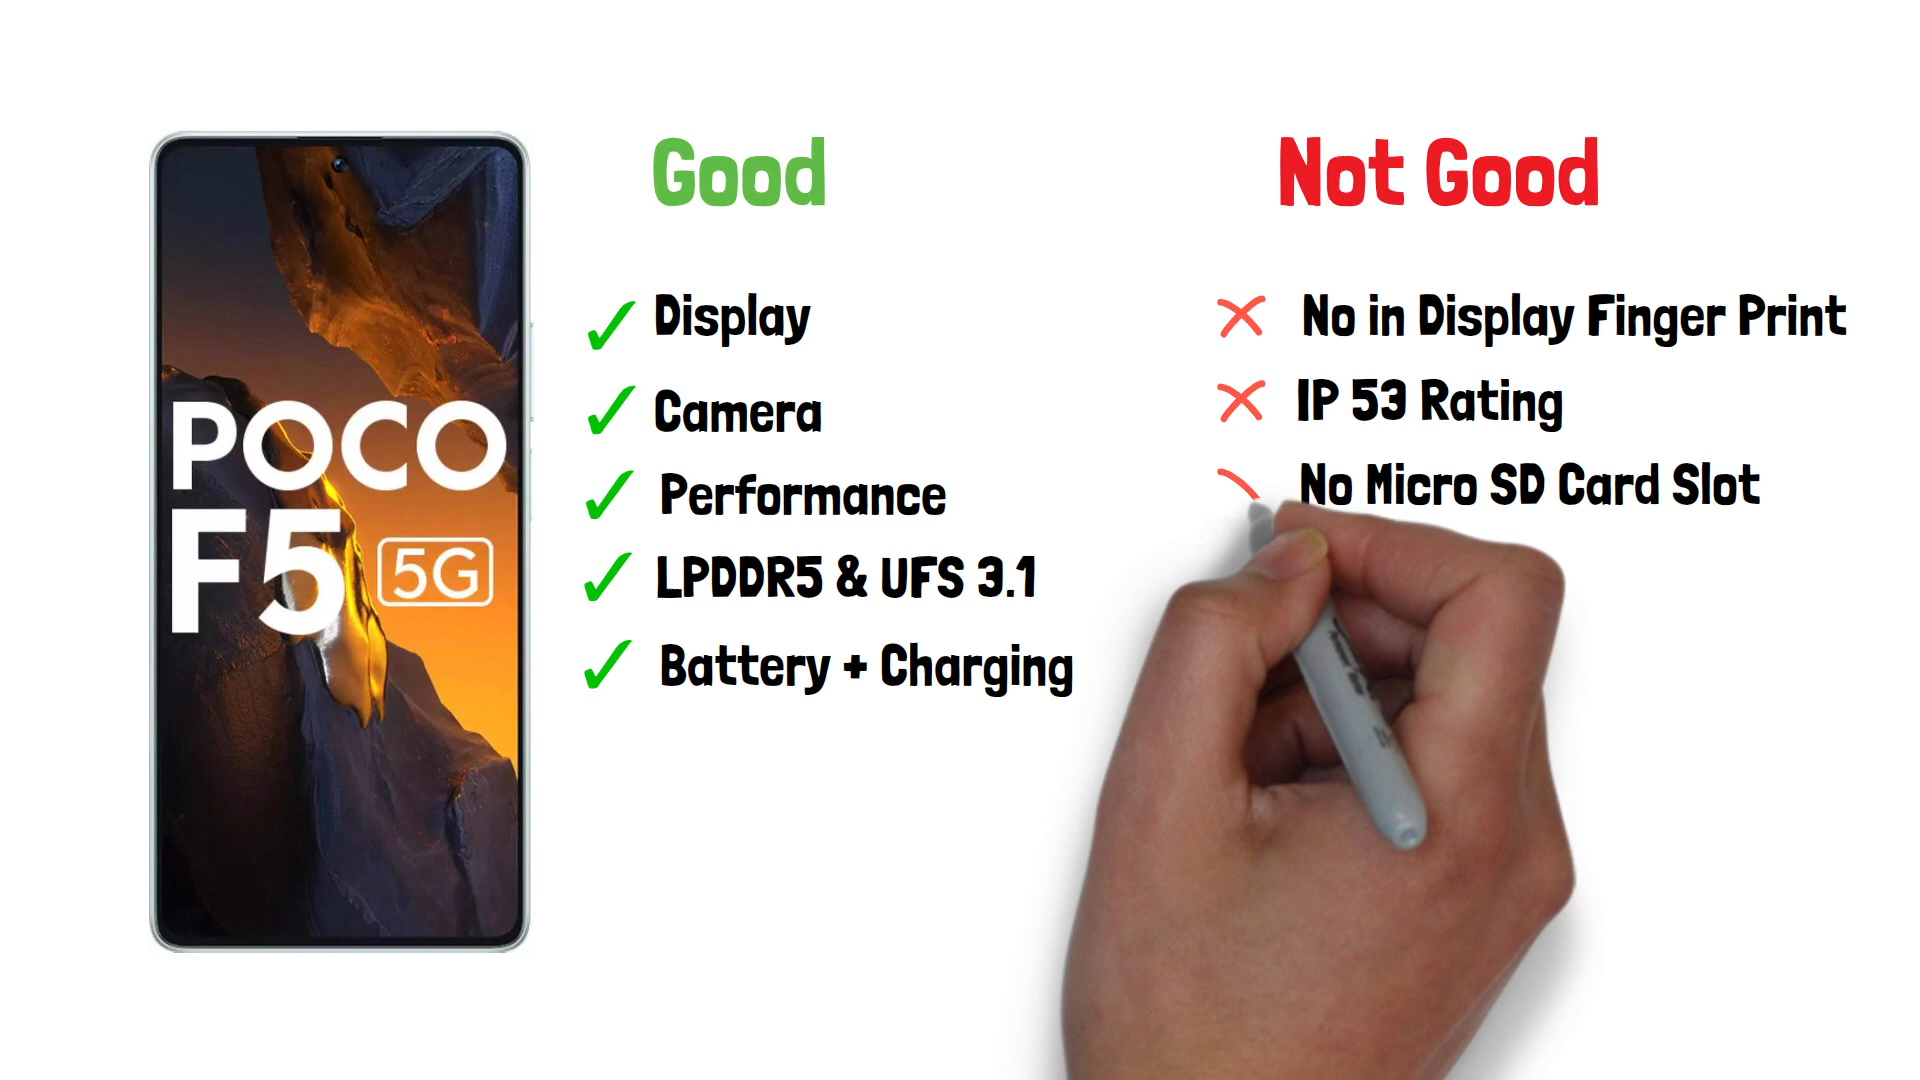 POCO
F5 5G
Good
Display
Camera
Performance
LPDDR5 & UFS 3.1
Battery + Charging
Not Good
No in Display Finger Print
IP 53 Rating
No Micro SD Card Slot